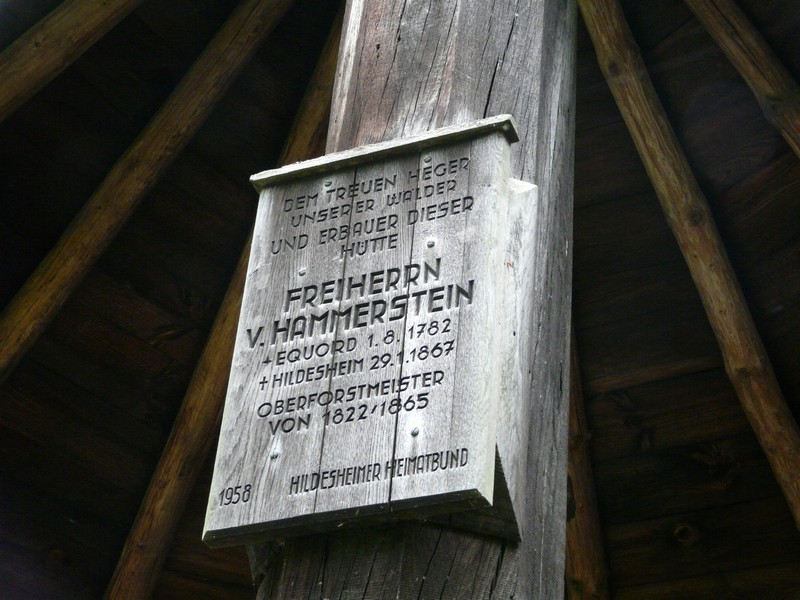 DEM TREUEN HEGER
UNSERER WÄLDER
UND ERBAUER DIESER
HÜTTE
FREIHERRN
V. HAMMERSTEIN
* EQUORD 1. 8. 1782
† HILDESHEIM 29.1.1867
OBERFORSTMEISTER
VON 1822/1865
1958 HILDESHEIMER HEIMATBUND